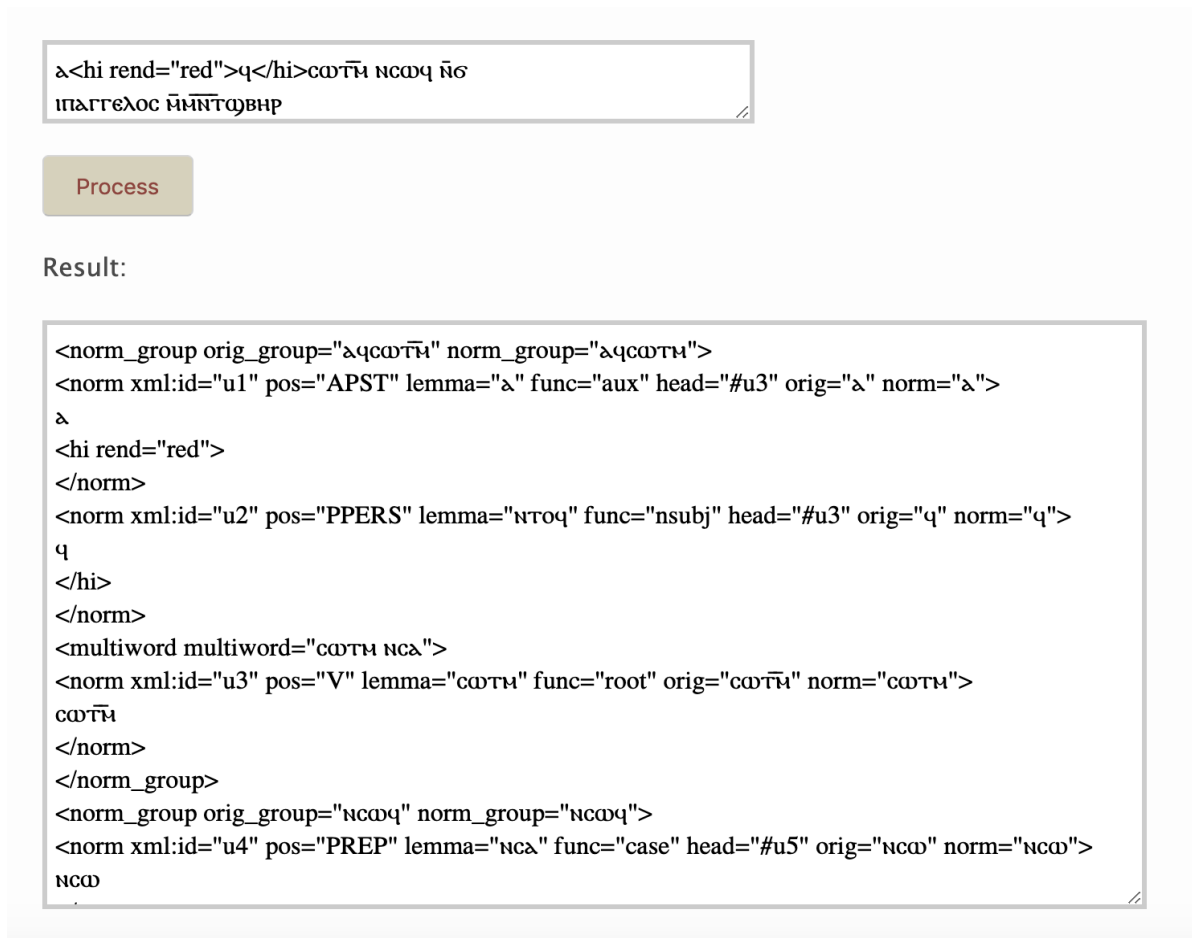 ⲁ<hi rend="red">ϥ</hi>ⲥⲱⲧ̅ⲙ̅ ⲛⲥⲱϥ ⲛ̄ϭ
ⲓⲡⲁⲅⲅⲉⲗⲟⲥ ⲙ̄ⲙ̅ⲛ̅ⲧ̅ϣⲃⲏⲣ
Process
Result:
<norm_group orig_group="ⲁϥⲥⲱⲧ̅ⲙ̅" norm_group="ⲁϥⲥⲱⲧⲙ">
<norm xml:id="u1" pos="APST" lemma="ⲁ" func="aux" head="#u3" orig="ⲁ" norm="ⲁ">
ⲁ
<hi rend="red">
</norm>
<norm xml:id="u2" pos="PPERS" lemma="ⲛⲧⲟϥ" func="nsubj" head="#u3" orig="ϥ" norm="ϥ">
ϥ
</hi>
</norm>
<multiword multiword="ⲥⲱⲧⲙ ⲛⲥⲁ">
<norm xml:id="u3" pos="V" lemma="ⲥⲱⲧⲙ" func="root" orig="ⲥⲱⲧ̅ⲙ̅" norm="ⲥⲱⲧⲙ">
ⲥⲱⲧ̅ⲙ̅
</norm>
</norm_group>
<norm_group orig_group="ⲛⲥⲱϥ" norm_group="ⲛⲥⲱϥ">
<norm xml:id="u4" pos="PREP" lemma="ⲛⲥⲁ" func="case" head="#u5" orig="ⲛⲥⲱ" norm="ⲛⲥⲱ">
ⲛⲥⲱ